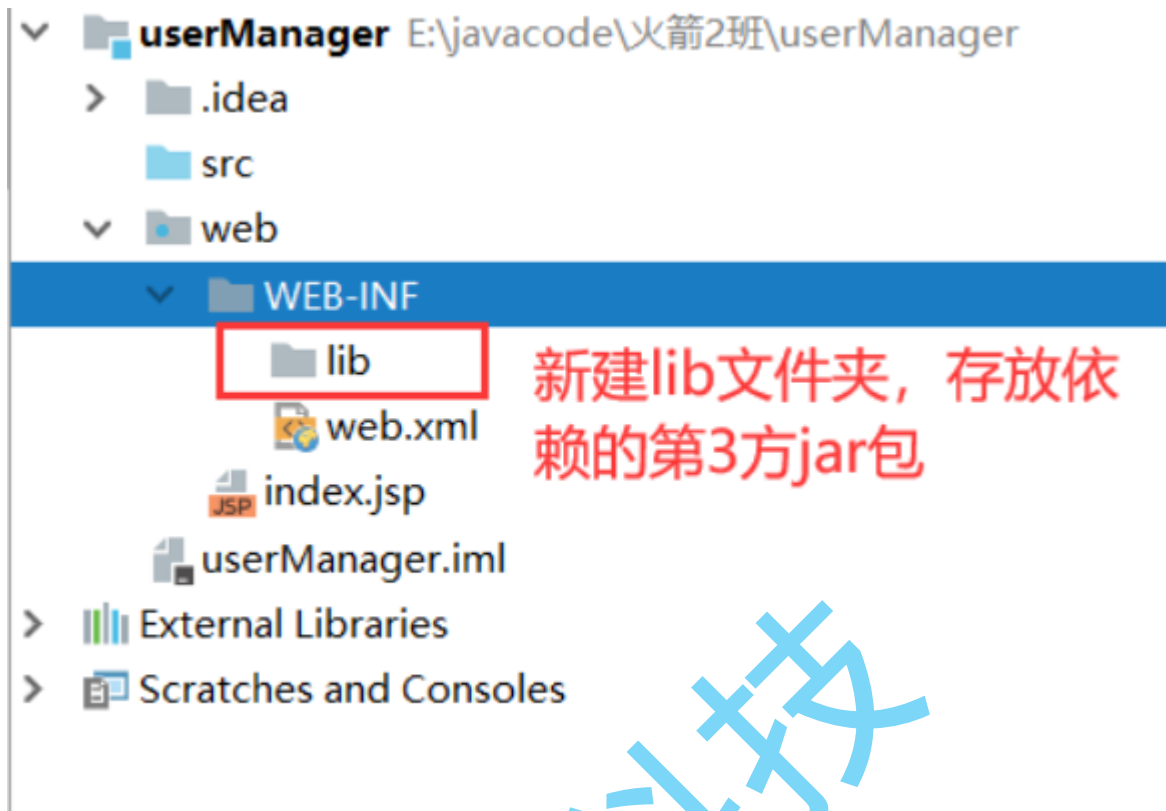 userManager E:\javacode\火箭2班\userManager
.idea
src
web
WEB-INF
lib
新建lib文件夹，存放依
赖的第3方jar包
web.xml
JSP index.jsp
userManager.iml
External Libraries
Scratches and Consoles
科技